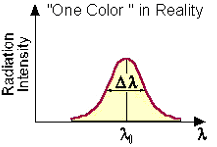 "One Color " in Reality
Radiation
Intensity
Δλ
λ
λ₀